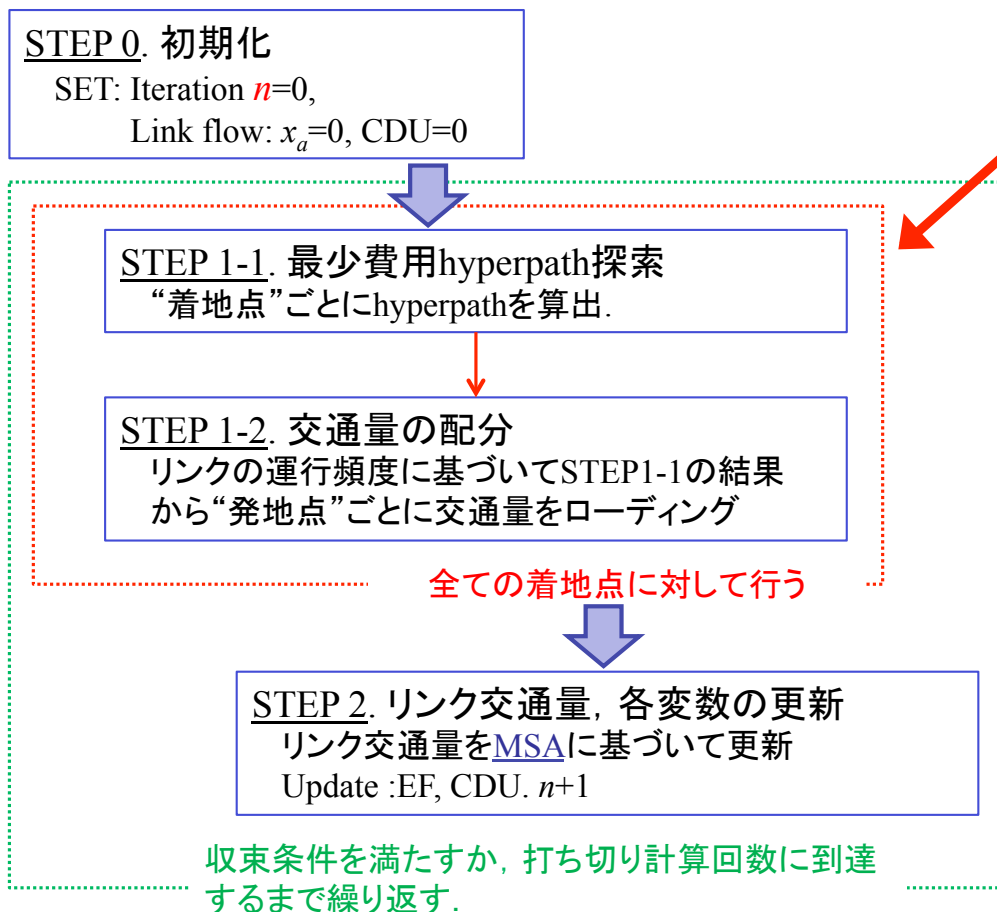 STEP 0. 初期化
SET: Iteration n=0,
Link flow: xₐ=0, CDU=0
STEP 1-1. 最少費用hyperpath探索
“着地点”ごとにhyperpathを算出.
STEP 1-2. 交通量の配分
リンクの運行頻度に基づいてSTEP1-1の結果
から“発地点”ごとに交通量をローディング
全ての着地点に対して行う
STEP 2. リンク交通量, 各変数の更新
リンク交通量をMSAに基づいて更新
Update :EF, CDU. n+1
収束条件を満たすか, 打ち切り計算回数に到達
するまで繰り返す.